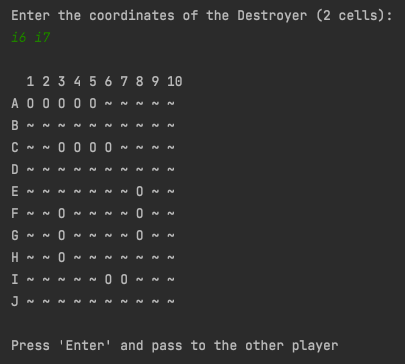 Enter the coordinates of the Destroyer (2 cells):
i6 i7
1 2 3 4 5 6 7 8 9 10
A O O O O O ~ ~ ~ ~ ~
B ~ ~ ~ ~ ~ ~ ~ ~ ~ ~
C ~ ~ O O O O ~ ~ ~ ~
D ~ ~ ~ ~ ~ ~ ~ ~ ~ ~
E ~ ~ ~ ~ ~ ~ ~ O ~ ~
F ~ ~ O ~ ~ ~ ~ O ~ ~
G ~ ~ O ~ ~ ~ ~ O ~ ~
H ~ ~ O ~ ~ ~ ~ ~ ~ ~
I ~ ~ ~ ~ ~ O O ~ ~ ~
J ~ ~ ~ ~ ~ ~ ~ ~ ~ ~
Press 'Enter' and pass to the other player